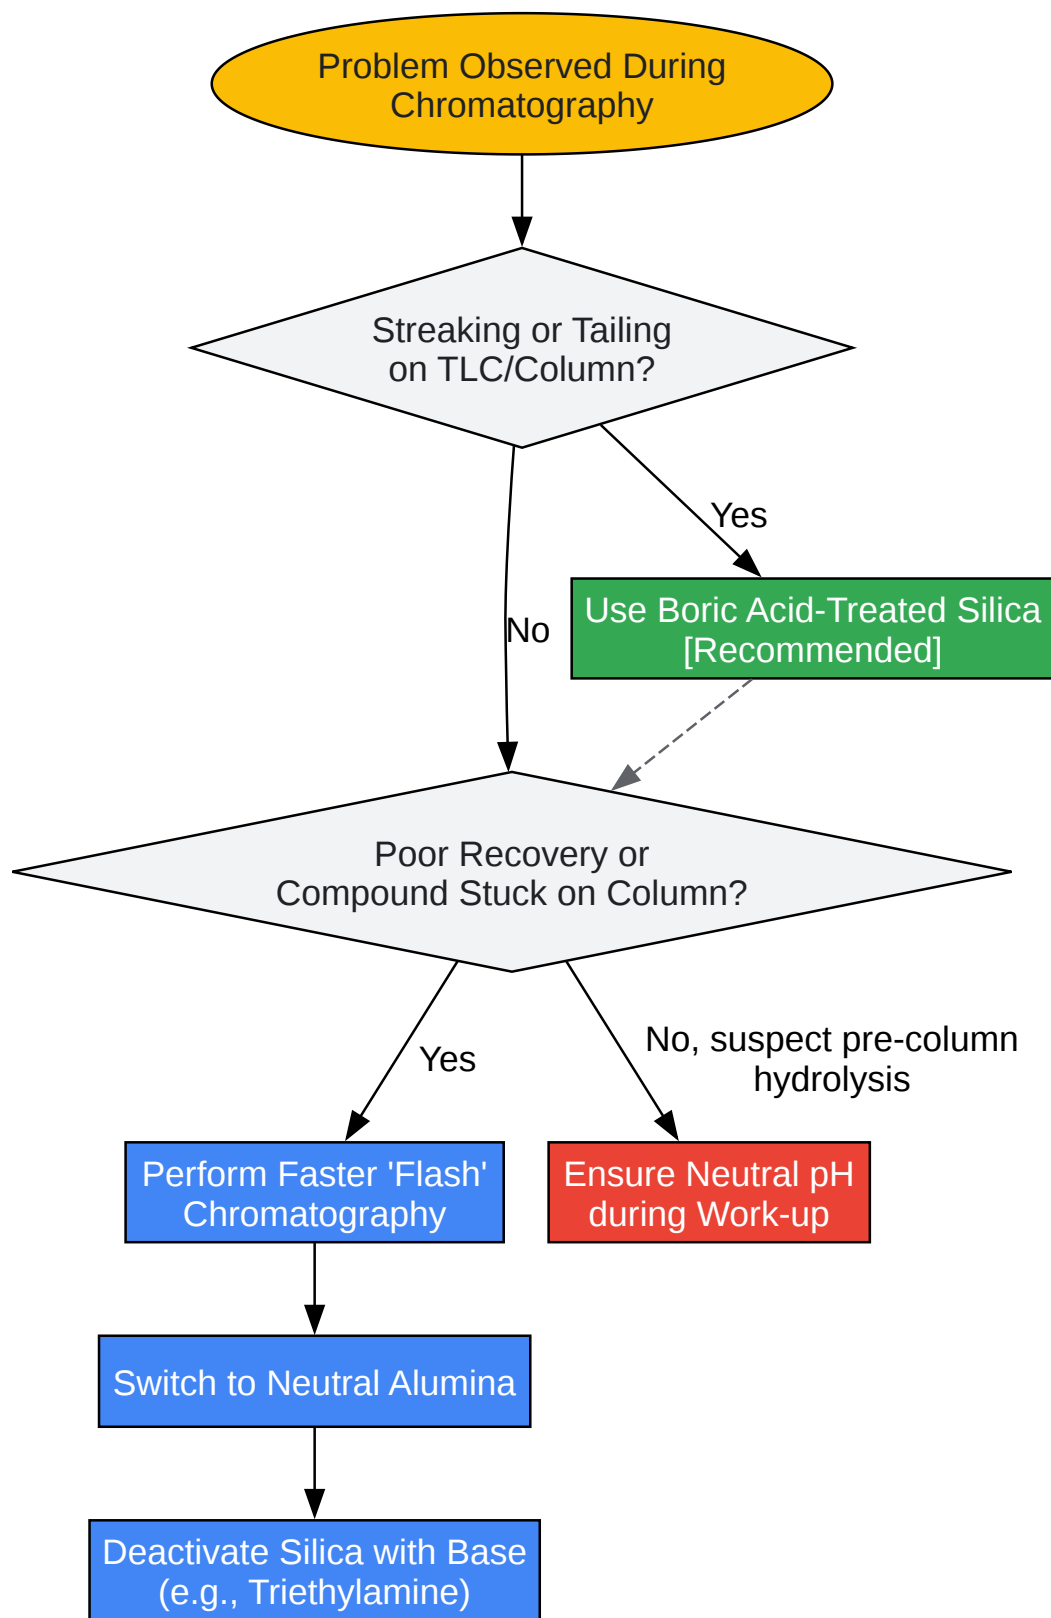 Problem Observed During
Chromatography
Streaking or Tailing
on TLC/Column?
Yes
Use Boric Acid-Treated Silica
[Recommended]
No
Poor Recovery or
Compound Stuck on Column?
Yes
No, suspect pre-column
hydrolysis
Perform Faster 'Flash'
Chromatography
Ensure Neutral pH
during Work-up
Switch to Neutral Alumina
Deactivate Silica with Base
(e.g., Triethylamine)